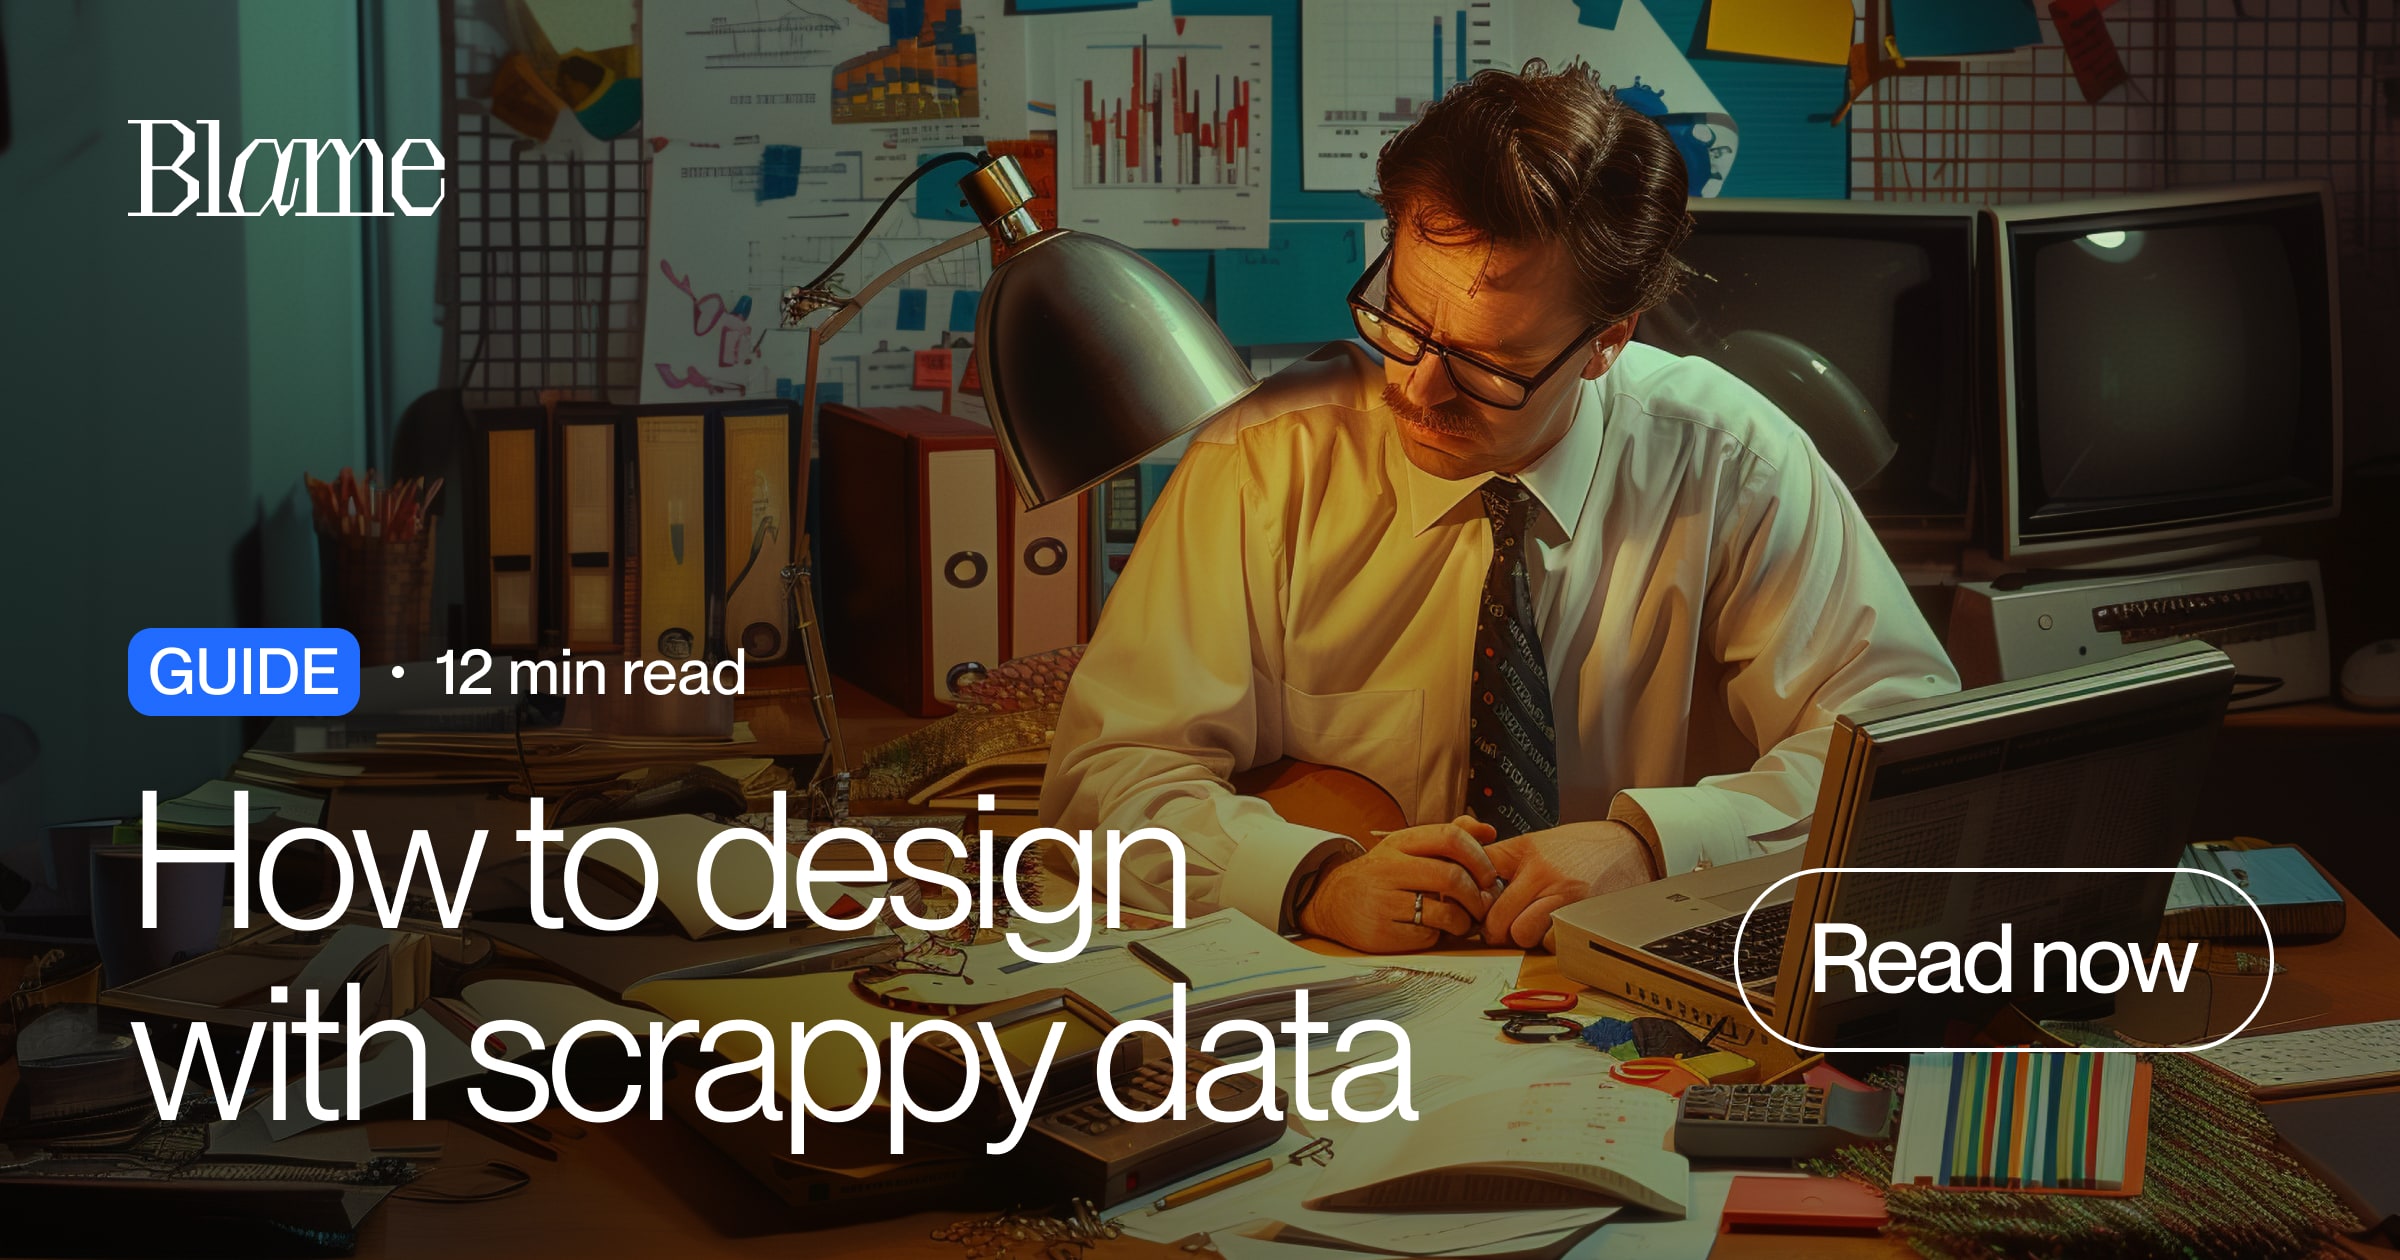 Blame
GUIDE · 12 min read
How to design
with scrappy data
Read now